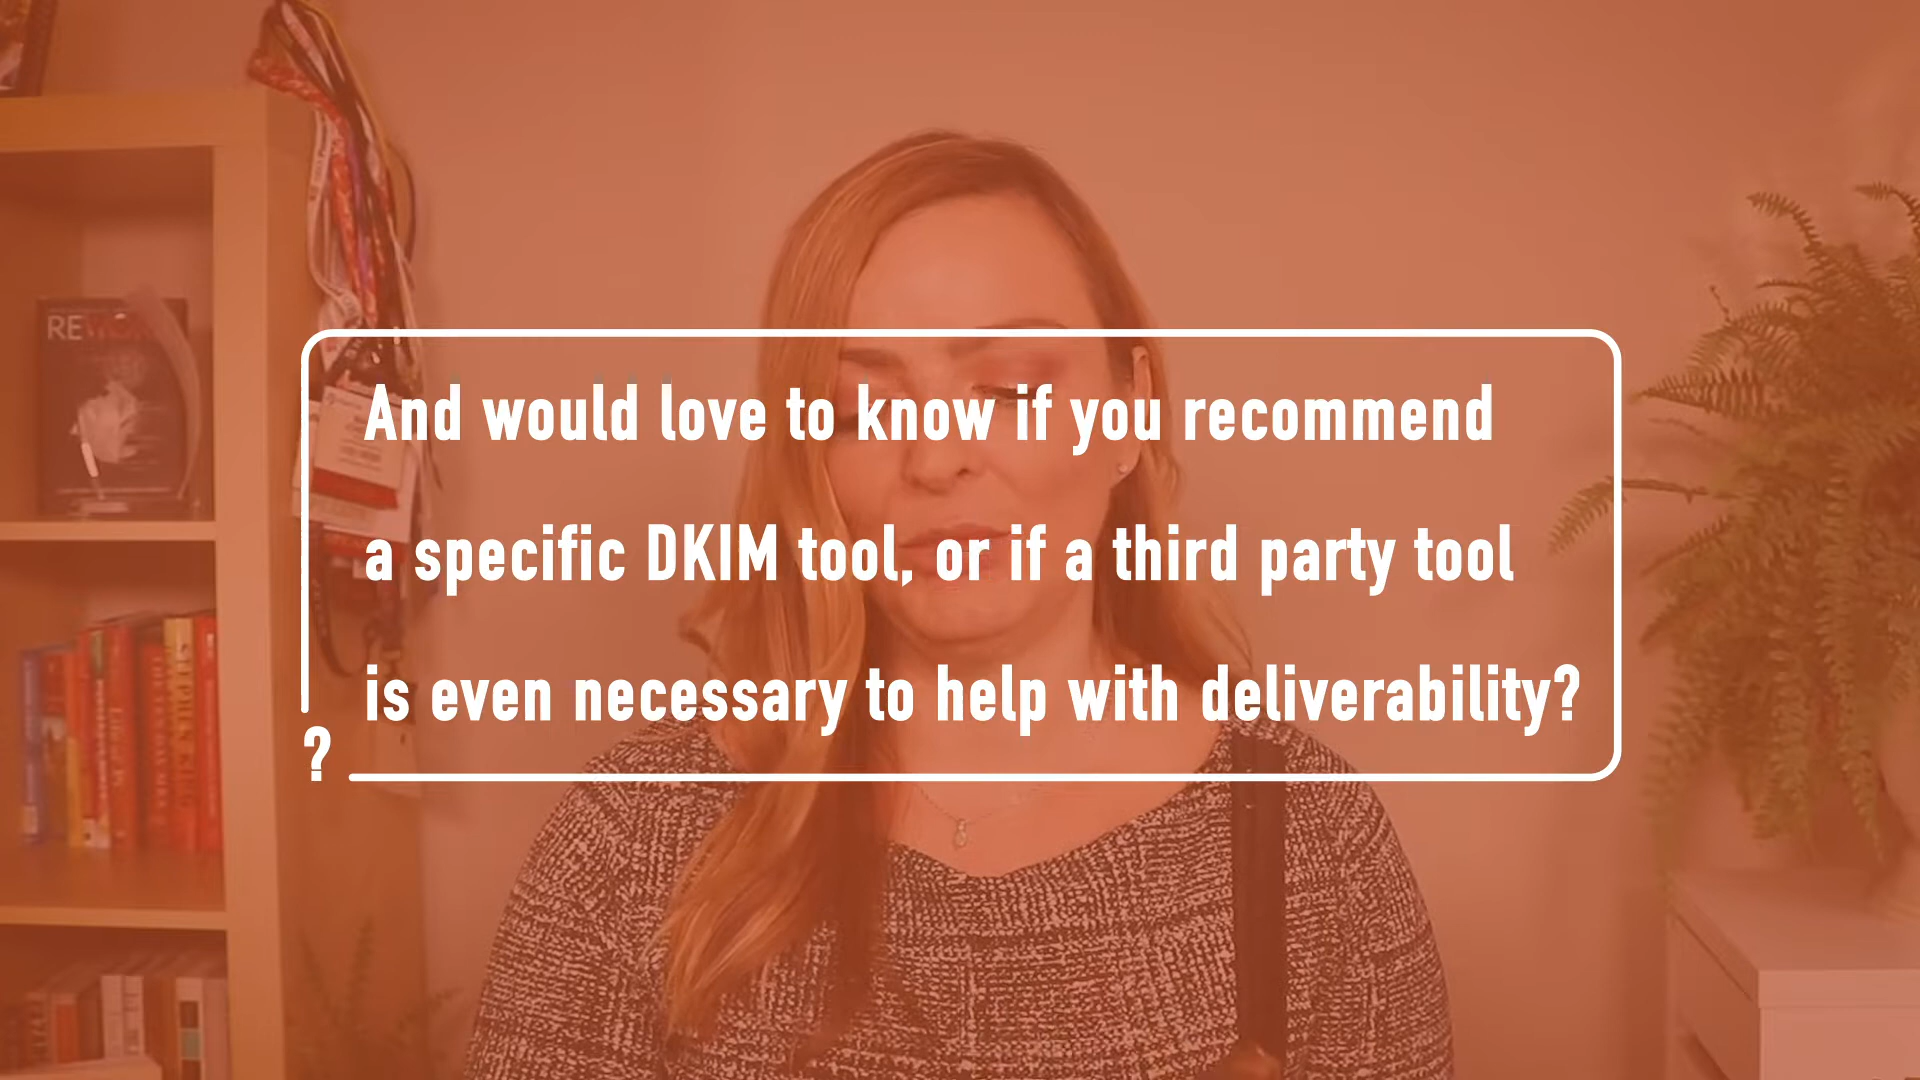 REWORK
And would love to know if you recommend
a specific DKIM tool, or if a third party tool
is even necessary to help with deliverability?
?